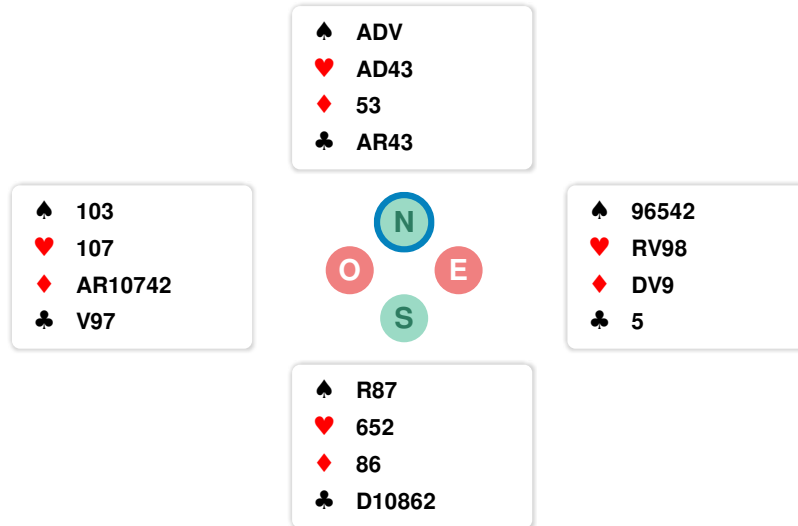 ♠ ADV
♥ AD43
♦ 53
♣ AR43
♠ 103
♥ 107
♦ AR10742
♣ V97
N
O E
S
♠ 96542
♥ RV98
♦ DV9
♣ 5
♠ R87
♥ 652
♦ 86
♣ D10862